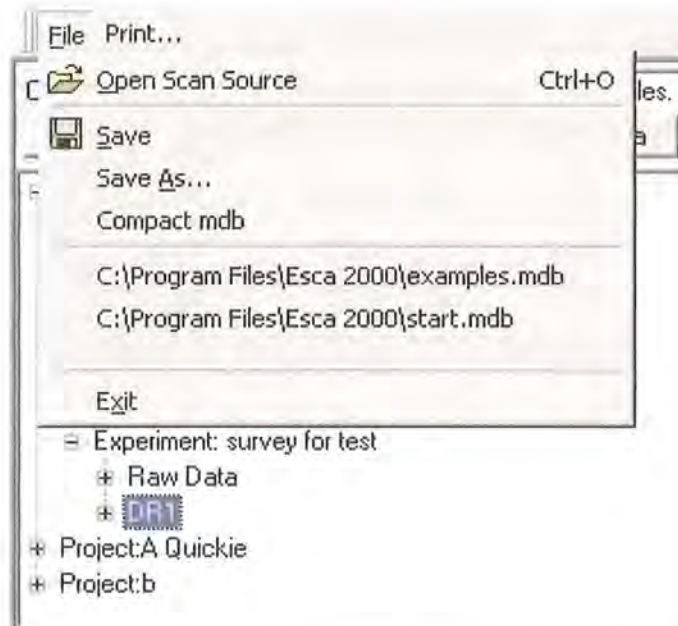 File Print...
Open Scan Source Ctrl+O
les.
Save
a
Save As...
Compact mdb
C:\Program Files\Esca 2000\examples.mdb
C:\Program Files\Esca 2000\start.mdb
Exit
Experiment: survey for test
Raw Data
DR1
Project:A Quickie
Project:b